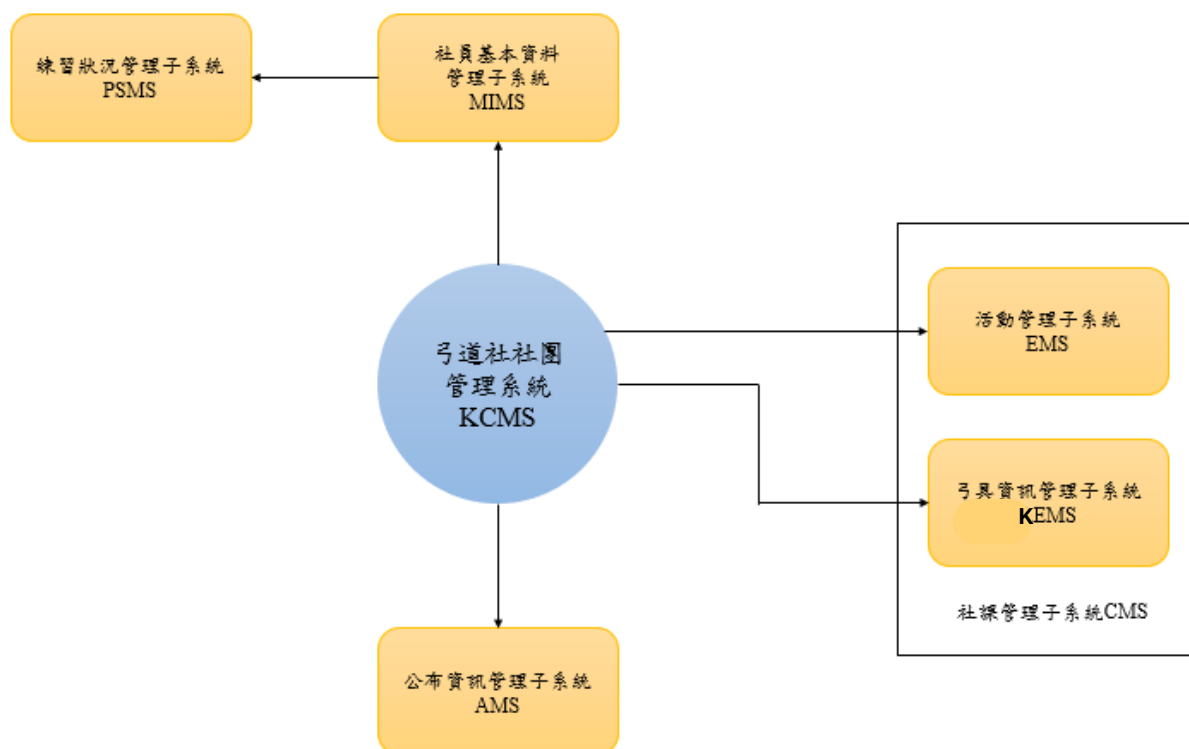 練習狀況管理子系統
PSMS
社員基本資料
管理子系統
MIMS
弓道社社團
管理系統
KCMS
活動管理子系統
EMS
弓具資訊管理子系統
KEMS
社課管理子系統CMS
公布資訊管理子系統
AMS